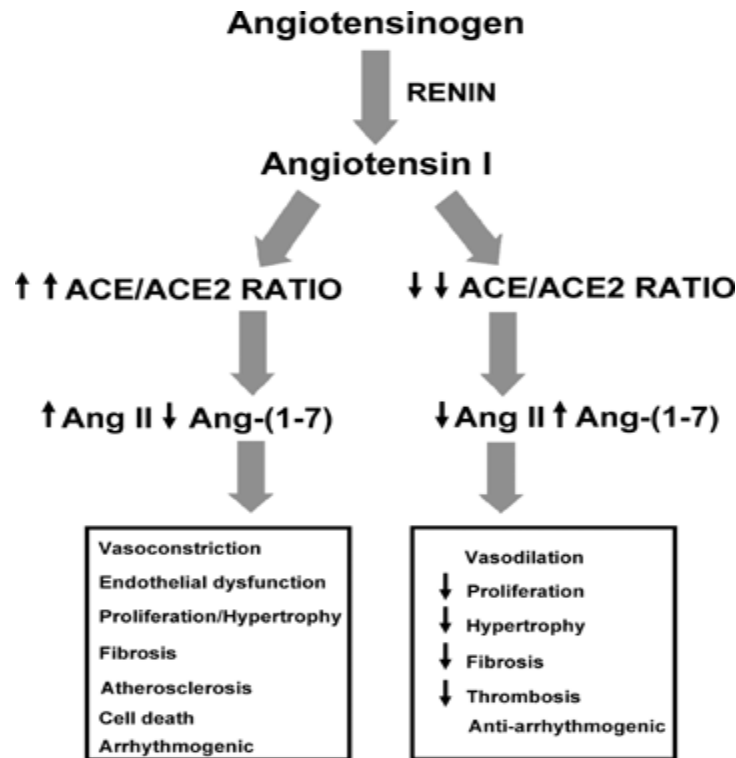 Angiotensinogen
RENIN
Angiotensin I
↑ ↑ ACE/ACE2 RATIO
↓ ↓ ACE/ACE2 RATIO
↑ Ang II ↓ Ang-(1-7)
↓ Ang II ↑ Ang-(1-7)
Vasoconstriction
Endothelial dysfunction
Proliferation/Hypertrophy
Fibrosis
Atherosclerosis
Cell death
Arrhythmogenic
Vasodilation
↓ Proliferation
↓ Hypertrophy
↓ Fibrosis
↓ Thrombosis
Anti-arrhythmogenic